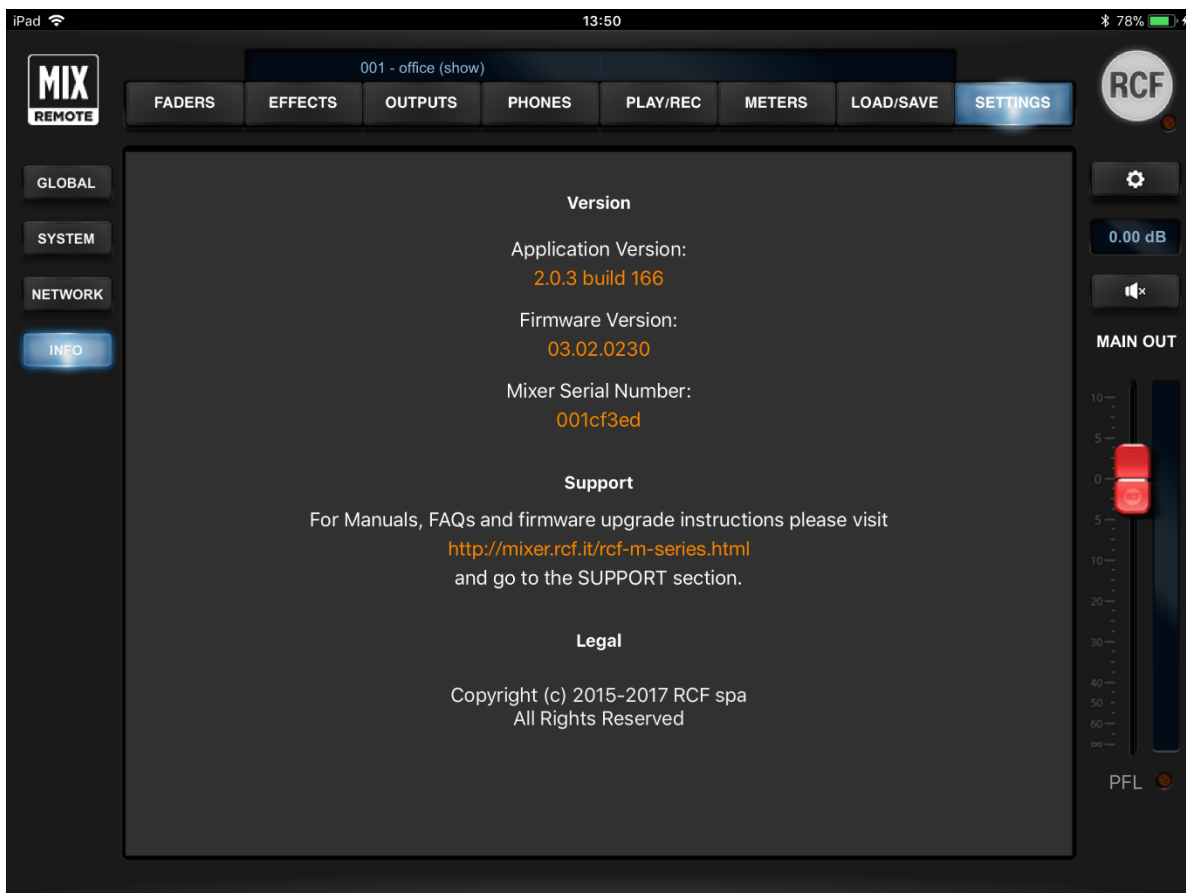 iPad 13:50 78%
MIX
REMOTE
001 - office (show)
FADERS EFFECTS OUTPUTS PHONES PLAY/REC METERS LOAD/SAVE SETTINGS
RCF
GLOBAL
SYSTEM
NETWORK
INFO
Version
Application Version:
2.0.3 build 166
Firmware Version:
03.02.0230
Mixer Serial Number:
001cf3ed
Support
For Manuals, FAQs and firmware upgrade instructions please visit
http://mixer.rcf.it/rcf-m-series.html
and go to the SUPPORT section.
Legal
Copyright (c) 2015-2017 RCF spa
All Rights Reserved
0.00 dB
MAIN OUT
10
5
0
RCF
5
10
20
30
40
50
60
∞
PFL